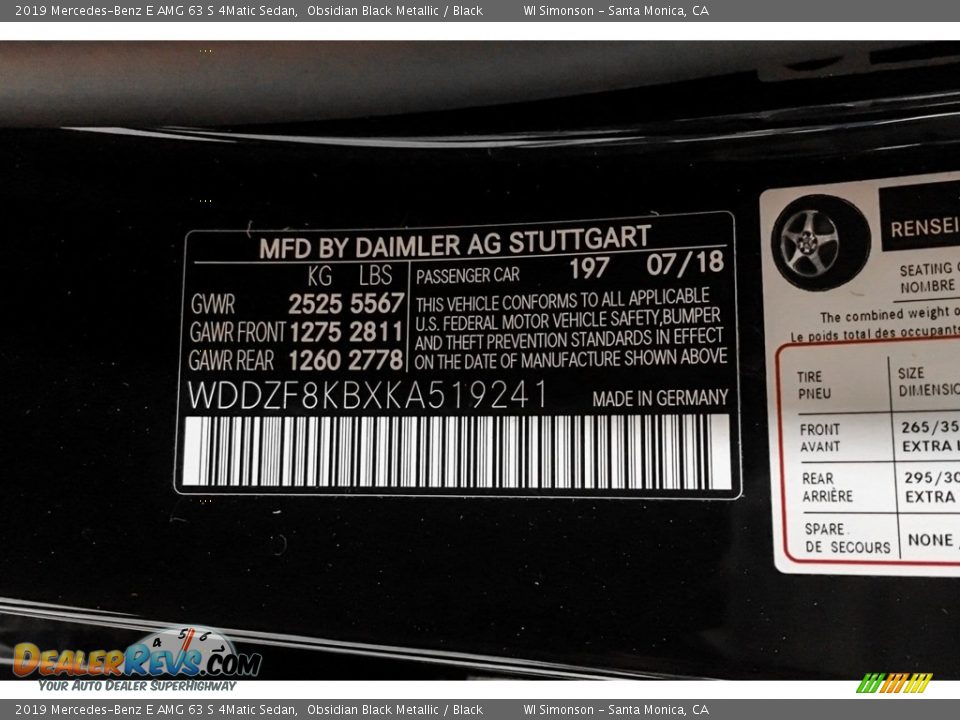 2019 Mercedes-Benz E AMG 63 S 4Matic Sedan, Obsidian Black Metallic / Black WI Simonson - Santa Monica, CA
MFD BY DAIMLER AG STUTTGART
KG LBS
GVWR 2525 5567
GAWR FRONT 1275 2811
GAWR REAR 1260 2778
PASSENGER CAR 197 07/18
THIS VEHICLE CONFORMS TO ALL APPLICABLE
U.S. FEDERAL MOTOR VEHICLE SAFETY,BUMPER
AND THEFT PREVENTION STANDARDS IN EFFECT
ON THE DATE OF MANUFACTURE SHOWN ABOVE
WDDZF8KBXKA519241 MADE IN GERMANY
RENSEI
SEATING
NOMBRE
The combined weight
Le poids total des occupants
TIRE SIZE
PNEU DIMENSIO
FRONT 265/35
AVANT EXTRA
REAR 295/30
ARRIÈRE EXTRA
SPARE
DE SECOURS NONE
4 5 6 7
DEALERREVS.COM
YOUR AUTO DEALER SUPERHIGHWAY
2019 Mercedes-Benz E AMG 63 S 4Matic Sedan, Obsidian Black Metallic / Black WI Simonson - Santa Monica, CA